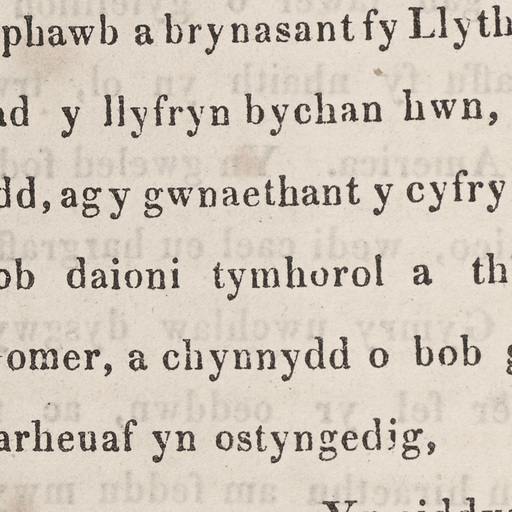 phawb a brynasant fy Llyth
ad y llyfryn bychan hwn,
dd, ag y gwnaethant y cyfry
ob daioni tymhorol a th
omer, a chynnydd o bob g
arheuaf yn ostyngedig,